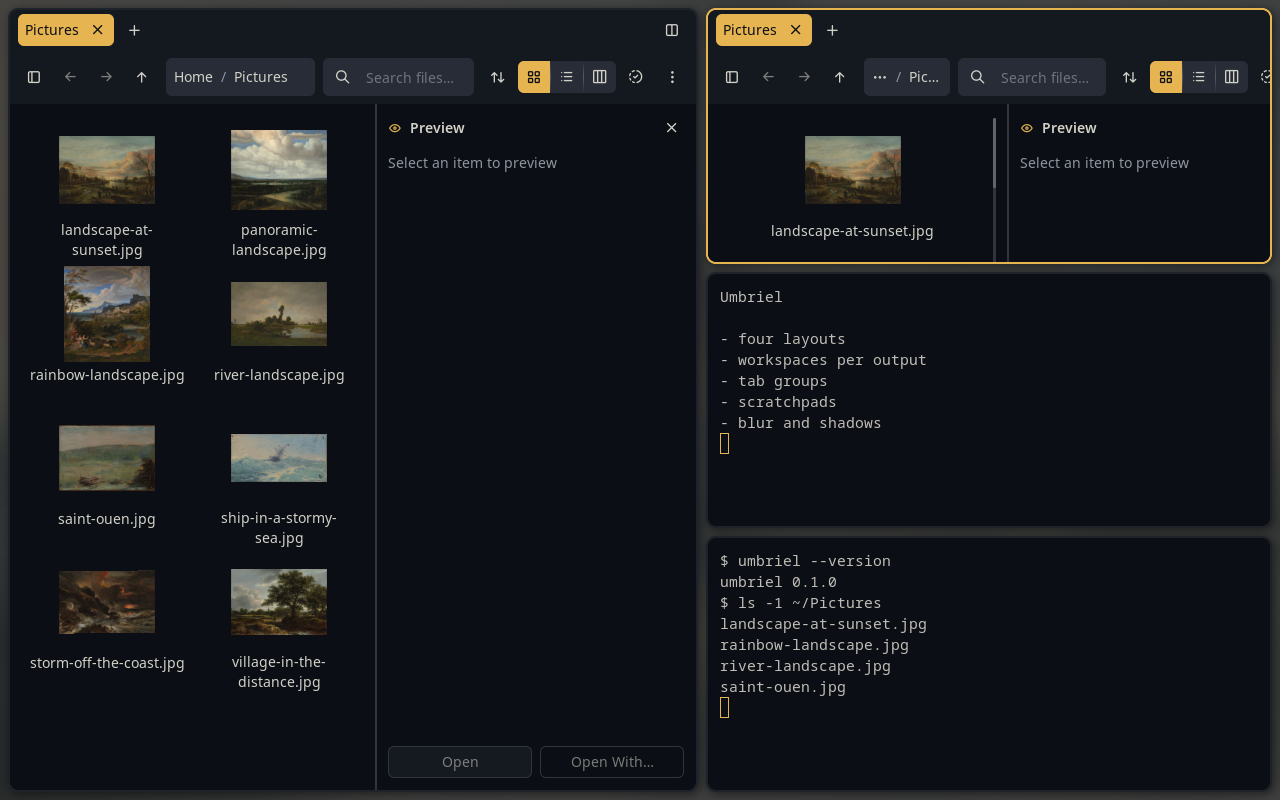 Pictures
Home / Pictures
Search files...
landscape-at-
sunset.jpg
panoramic-
landscape.jpg
rainbow-landscape.jpg
river-landscape.jpg
saint-ouen.jpg
ship-in-a-stormy-
sea.jpg
storm-off-the-coast.jpg
village-in-the-
distance.jpg
Preview
Select an item to preview
Open
Open With...
Pictures
... / Pic...
Search files...
landscape-at-sunset.jpg
Preview
Select an item to preview
Umbriel
- four layouts
- workspaces per output
- tab groups
- scratchpads
- blur and shadows
$ umbriel --version
umbriel 0.1.0
$ ls -1 ~/Pictures
landscape-at-sunset.jpg
rainbow-landscape.jpg
river-landscape.jpg
saint-ouen.jpg